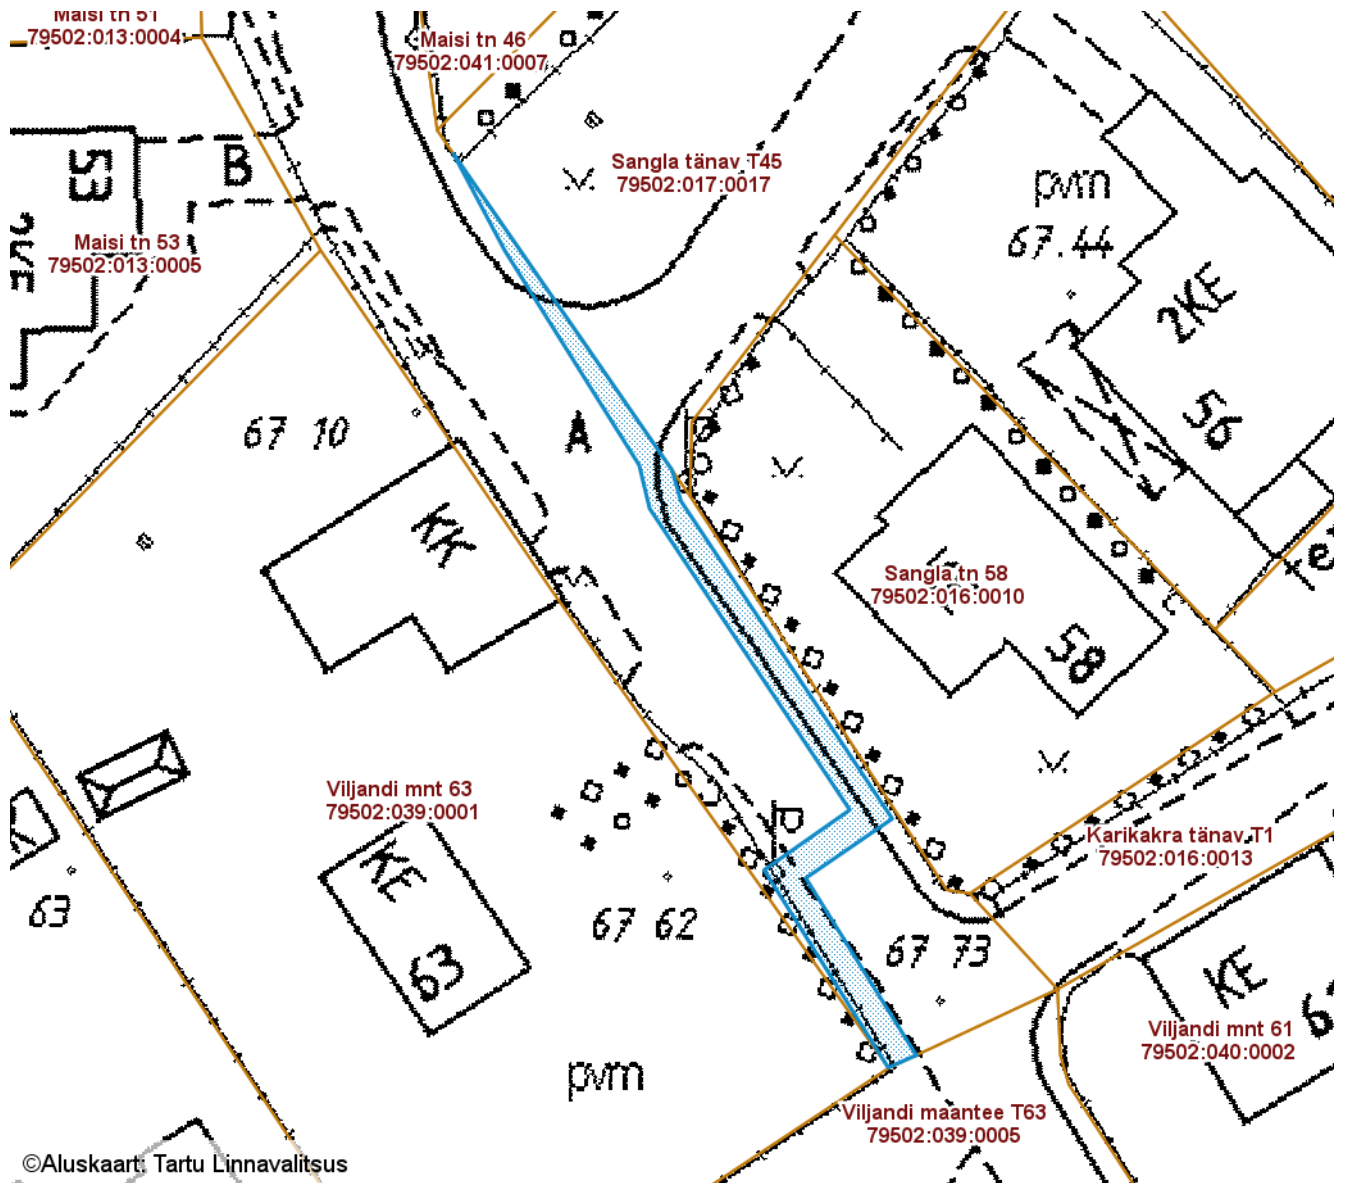 Maisi tn 51
79502:013:0004
Maisi tn 46
79502:041:0007
53
B
Sangla tänav T45
79502:017:0017
pvm
67.44
Maisi tn 53
79502:013:0005
2KE
56
67 10
A
KK
Sangla tn 58
79502:016:0010
58
Viljandi mnt 63
79502:039:0001
Karikakra tänav T1
79502:016:0013
KE
63
63
67 62
67 73
KE
Viljandi mnt 61
79502:040:0002
pvm
Viljandi maantee T63
79502:039:0005
©Aluskaart: Tartu Linnavalitsus